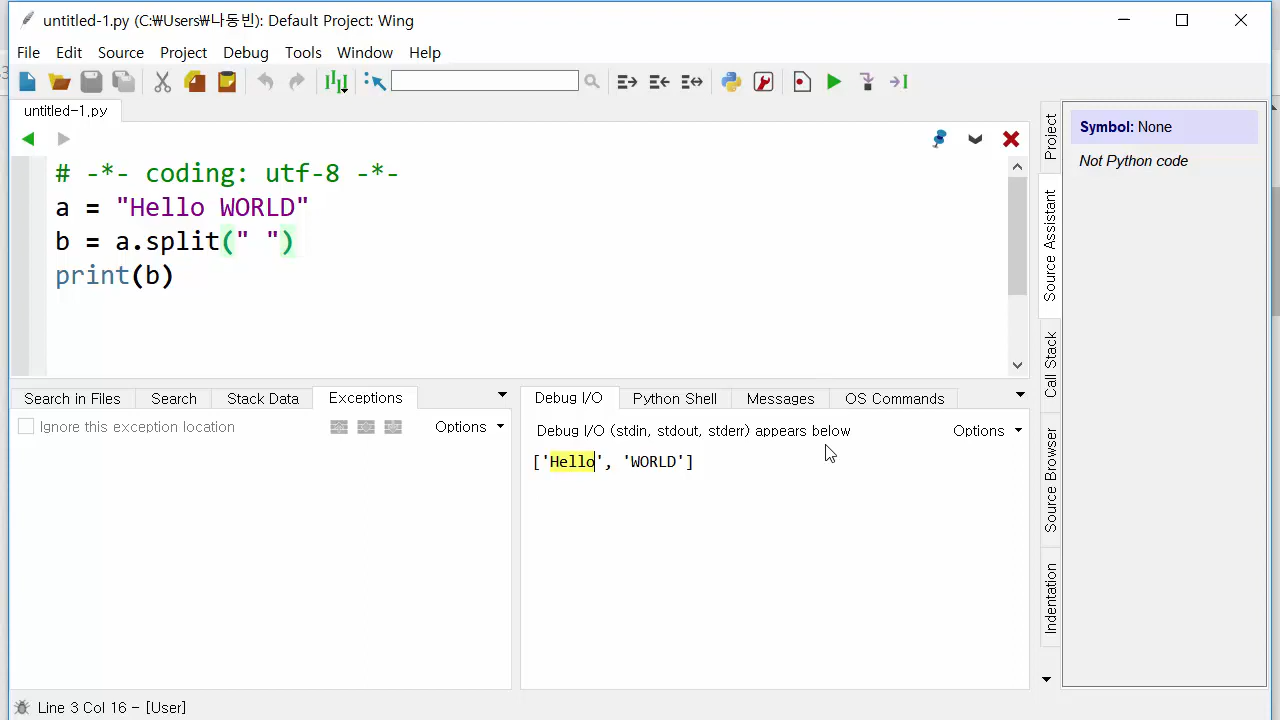 untitled-1.py (C:₩Users₩나동빈): Default Project: Wing
File Edit Source Project Debug Tools Window Help
untitled-1.py
# -*- coding: utf-8 -*-
a = "Hello WORLD"
b = a.split(" ")
print(b)
Symbol: None
Not Python code
Project
Source Assistant
Call Stack
Source Browser
Indentation
Search in Files Search Stack Data Exceptions
Ignore this exception location Options
Debug I/O Python Shell Messages OS Commands
Debug I/O (stdin, stdout, stderr) appears below Options
['Hello', 'WORLD']
Line 3 Col 16 - [User]